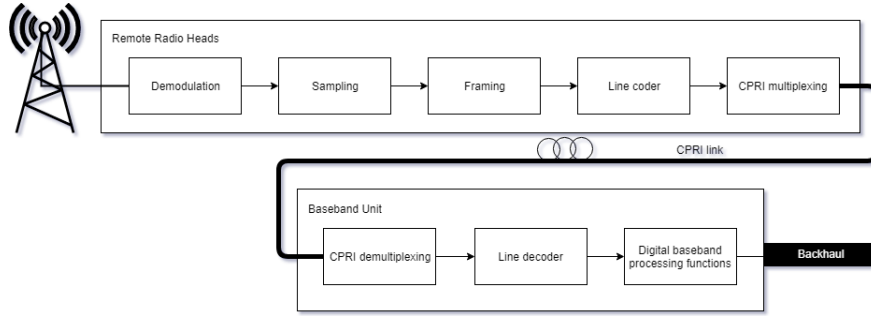 Remote Radio Heads
Demodulation
Sampling
Framing
Line coder
CPRI multiplexing
CPRI link
Baseband Unit
CPRI demultiplexing
Line decoder
Digital baseband
processing functions
Backhaul